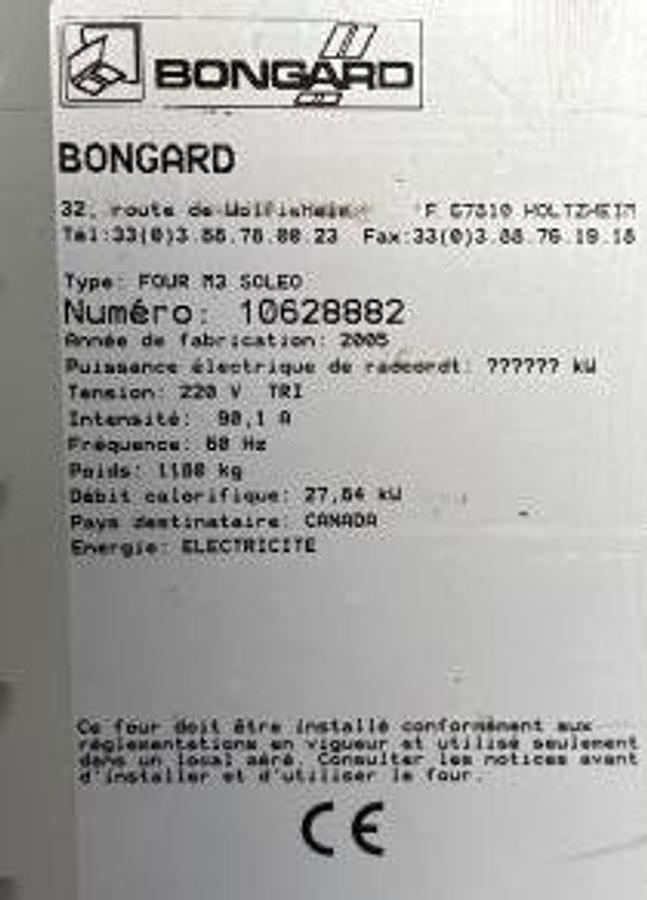 BONGARD
BONGARD
32, route de Wolfisheim F 67810 HOLTZHEIM
Tél:33(0)3.88.78.00.23 Fax:33(0)3.88.76.19.18
Type: FOUR M3 SOLEO
Numéro: 10628882
Année de fabrication: 2005
Puissance électrique de raccordt: ?????? kW
Tension: 220 V TRI
Intensité: 90,1 A
Fréquence: 60 Hz
Poids: kg
Débit calorifique: kW
Pays destinataire: CANADA
Energie: ELECTRICITE
Ce four doit être installé conformément aux
réglementations en vigueur et utilisé seulement
dans un local aéré. Consulter les notices avant
d'installer et d'utiliser le four.
CE